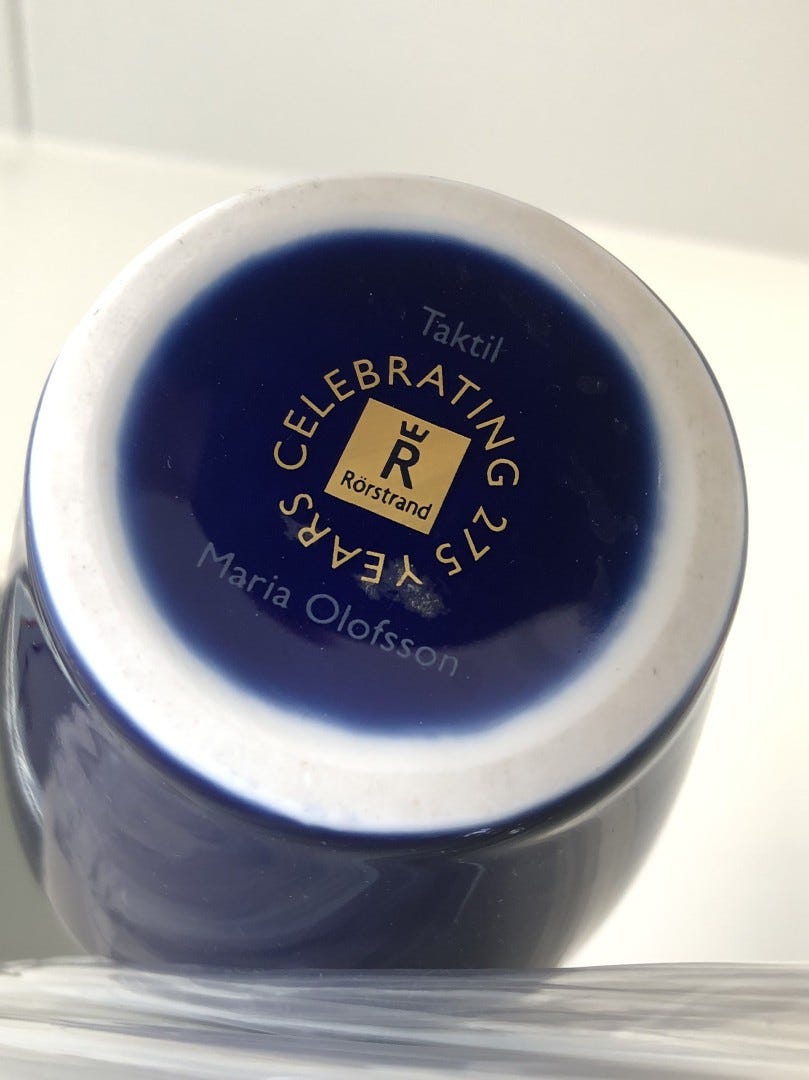 Taktil
CELEBRATING 275 YEARS
R
Rörstrand
Maria Olofsson